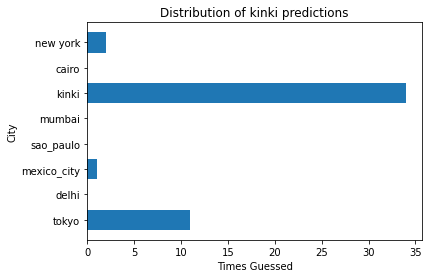 Distribution of kinki predictions
new york
cairo
kinki
mumbai
sao_paulo
mexico_city
delhi
tokyo
City
0 5 10 15 20 25 30 35
Times Guessed